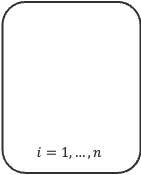 i = 1, ..., n